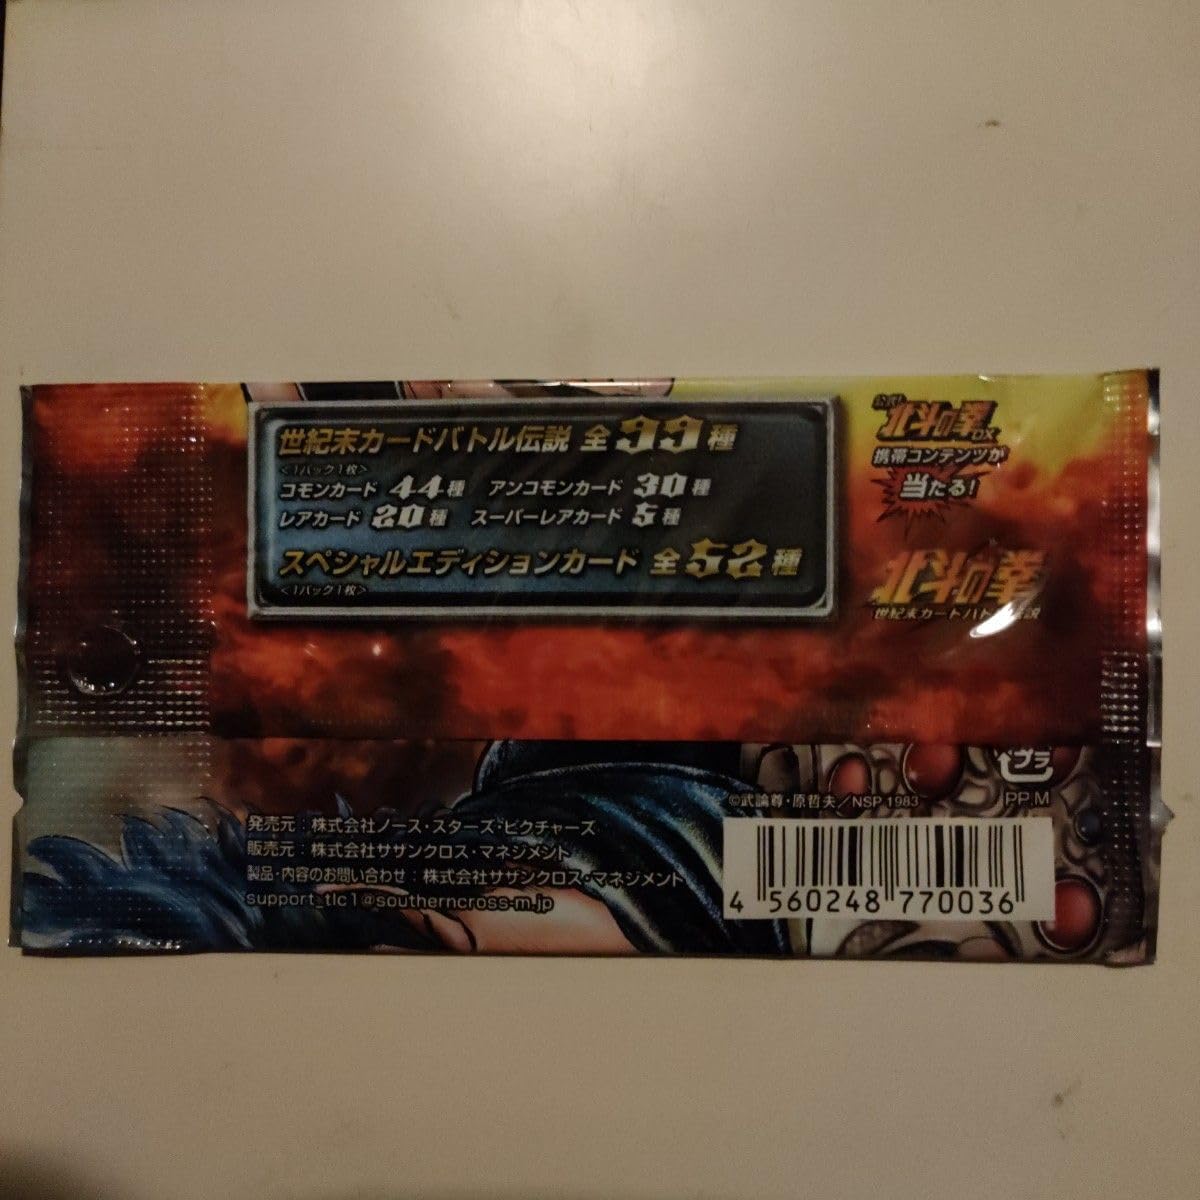 世紀末カードバトル伝説 全99種
<1パック1枚>
コモンカード 44種 アンコモンカード 30種
レアカード 20種 スーパーレアカード 5種
スペシャルエディションカード 全52種
<1パック1枚>
公式!
北斗の拳DX
携帯コンテンツが
当たる!
北斗の拳
世紀末カードバトル伝説
プラ
PP,M
©武論尊・原哲夫/NSP 1983
発売元:株式会社ノース・スターズ・ピクチャーズ
販売元:株式会社サザンクロス・マネジメント
製品・内容のお問い合わせ:株式会社サザンクロス・マネジメント
support_tlc1@southerncross-m.jp
4 560248 770036